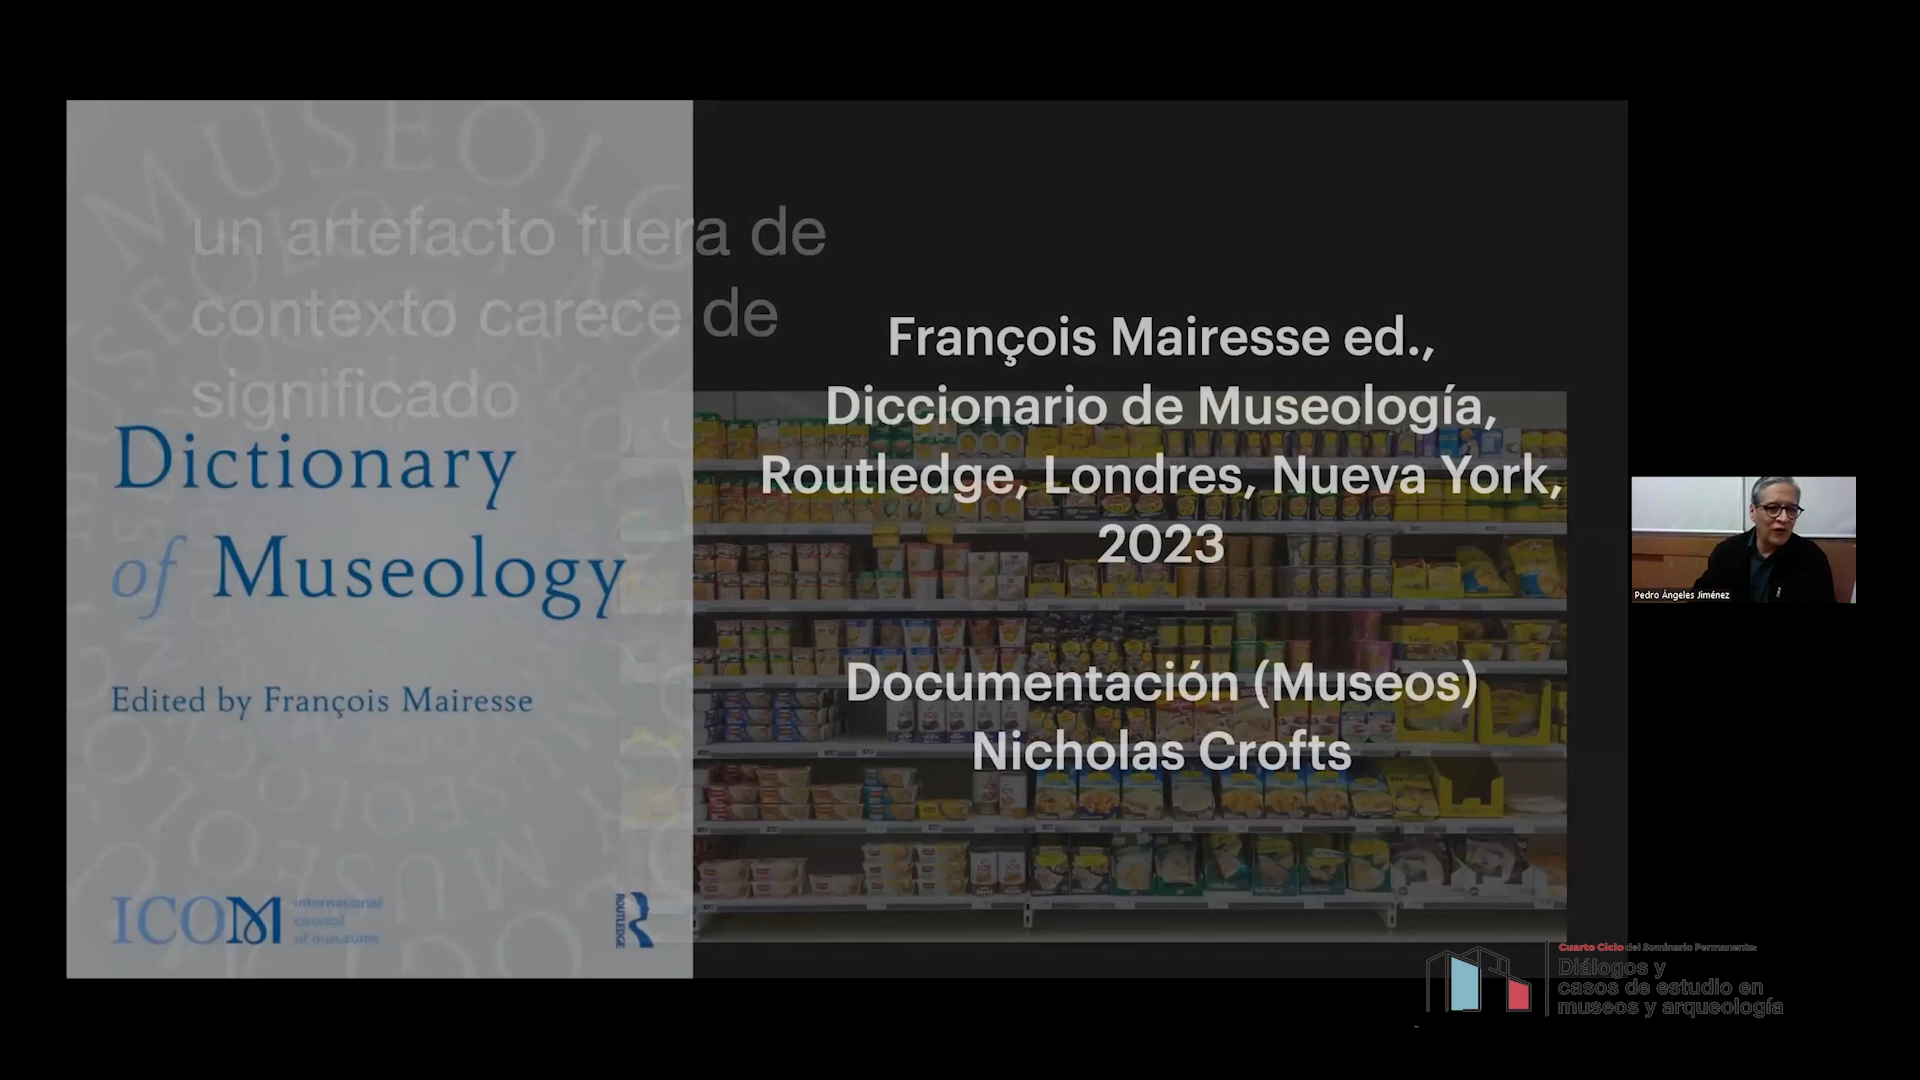 un artefacto fuera de
contexto carece de
significado
Dictionary
of Museology
Edited by François Mairesse
ICOM
international
council
of museums
ROUTLEDGE
François Mairesse ed.,
Diccionario de Museología,
Routledge, Londres, Nueva York,
2023
Documentación (Museos)
Nicholas Crofts
Pedro Ángeles Jiménez
Cuarto Ciclo del Seminario Permanente:
Diálogos y
casos de estudio en
museos y arqueología